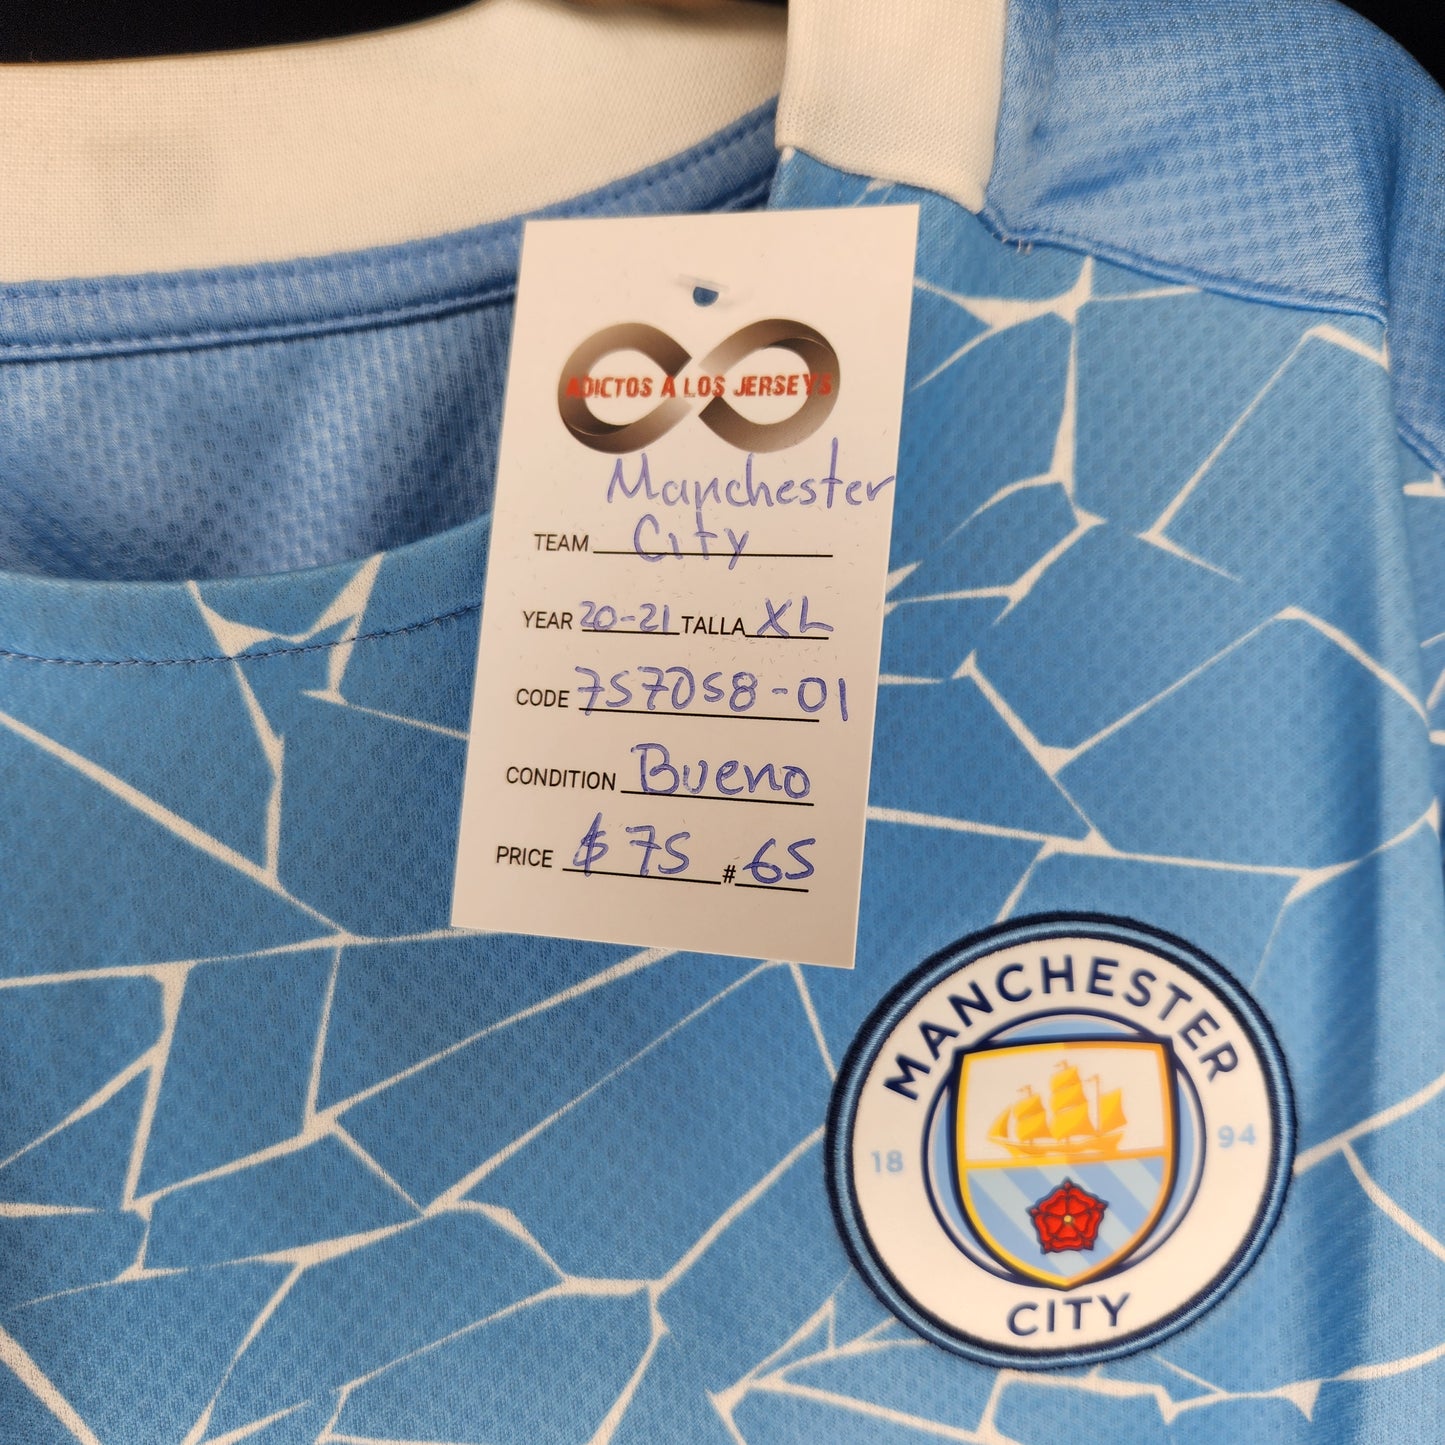 ADICTOS A LOS JERSEYS
Manchester
TEAM City
YEAR 20-21 TALLA XL
CODE 757058-01
CONDITION Bueno
PRICE $75 #65
MANCHESTER
18 94
CITY